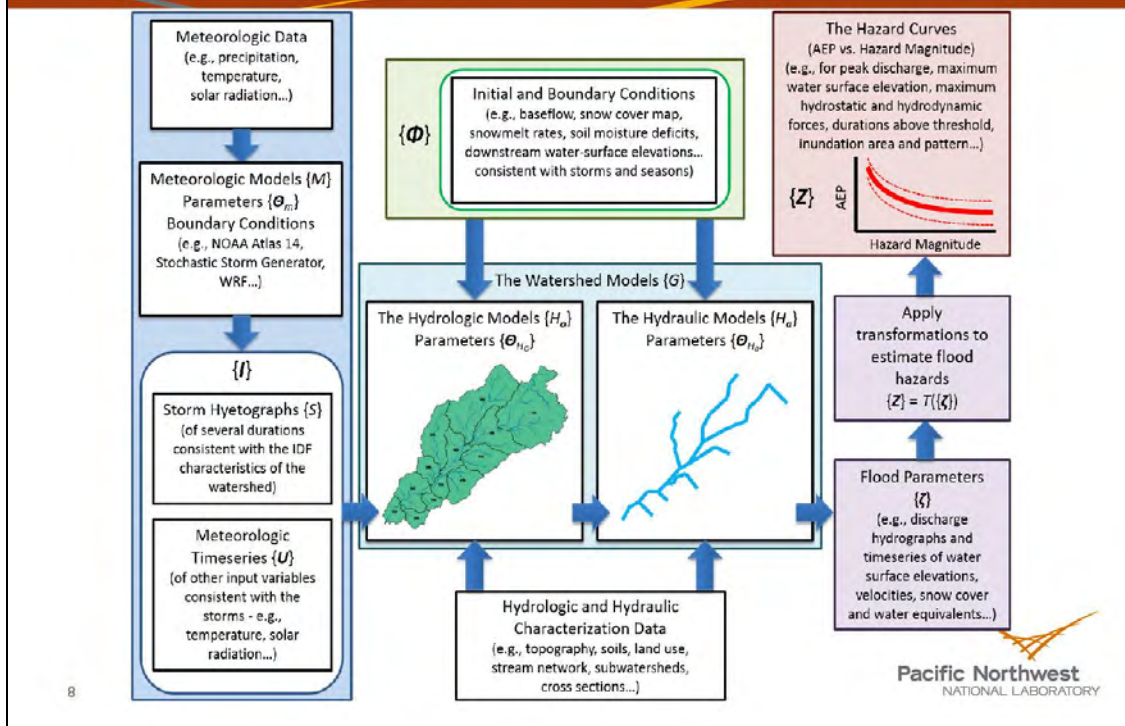 Meteorologic Data
(e.g., precipitation,
temperature,
solar radiation...)
Meteorologic Models {M}
Parameters {Θm}
Boundary Conditions
(e.g., NOAA Atlas 14,
Stochastic Storm Generator,
WRF...)
{I}
Storm Hyetographs {S}
(of several durations
consistent with the IDF
characteristics of the
watershed)
Meteorologic
Timeseries {U}
(of other input variables
consistent with the
storms - e.g.,
temperature, solar
radiation...)
{Φ}
Initial and Boundary Conditions
(e.g., baseflow, snow cover map,
snowmelt rates, soil moisture deficits,
downstream water-surface elevations...
consistent with storms and seasons)
The Watershed Models {G}
The Hydrologic Models {Ho}
Parameters {ΘHo}
The Hydraulic Models {Ha}
Parameters {ΘHa}
Hydrologic and Hydraulic
Characterization Data
(e.g., topography, soils, land use,
stream network, subwatersheds,
cross sections...)
The Hazard Curves
(AEP vs. Hazard Magnitude)
(e.g., for peak discharge, maximum
water surface elevation, maximum
hydrostatic and hydrodynamic
forces, durations above threshold,
inundation area and pattern...)
{Z}
AEP
Hazard Magnitude
Apply
transformations to
estimate flood
hazards
{Z} = T({ζ})
Flood Parameters
{ζ}
(e.g., discharge
hydrographs and
timeseries of water
surface elevations,
velocities, snow cover
and water equivalents...)
Pacific Northwest
NATIONAL LABORATORY
8